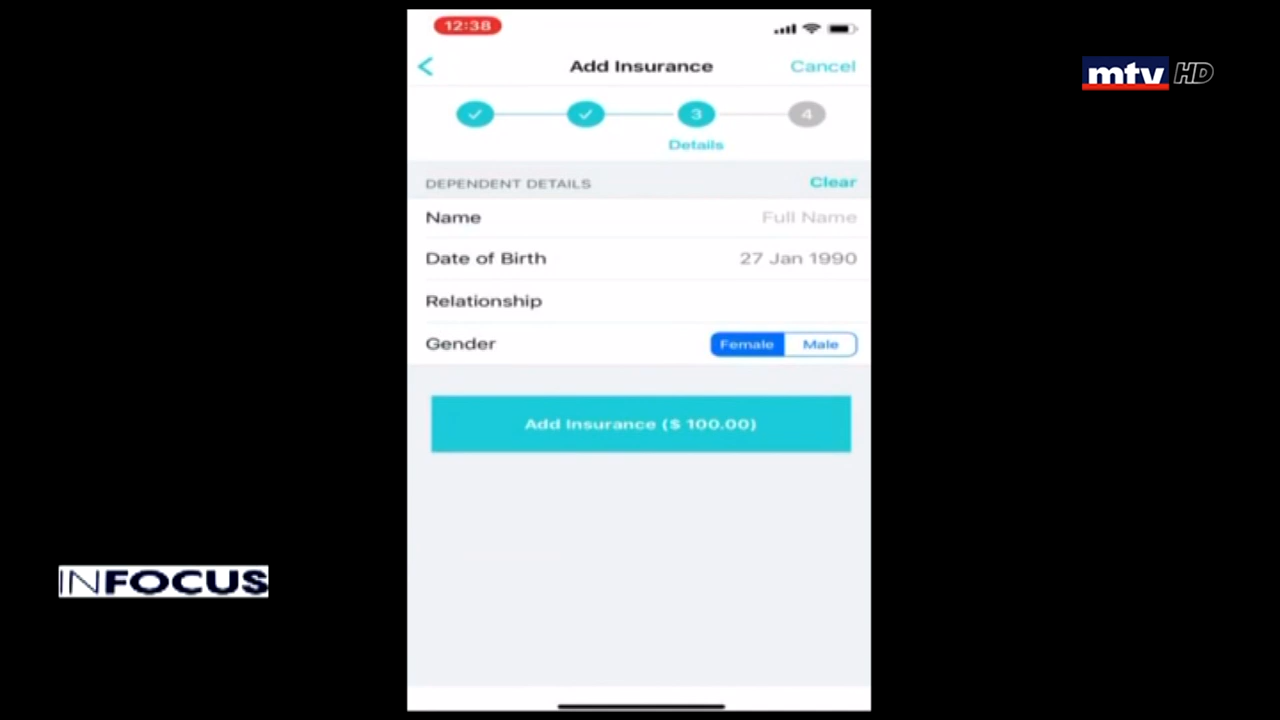 12:38
Add Insurance
Cancel
3
4
Details
DEPENDENT DETAILS
Clear
Name
Full Name
Date of Birth
27 Jan 1990
Relationship
Gender
Female
Male
Add Insurance ($ 100.00)
mtv HD
INFOCUS